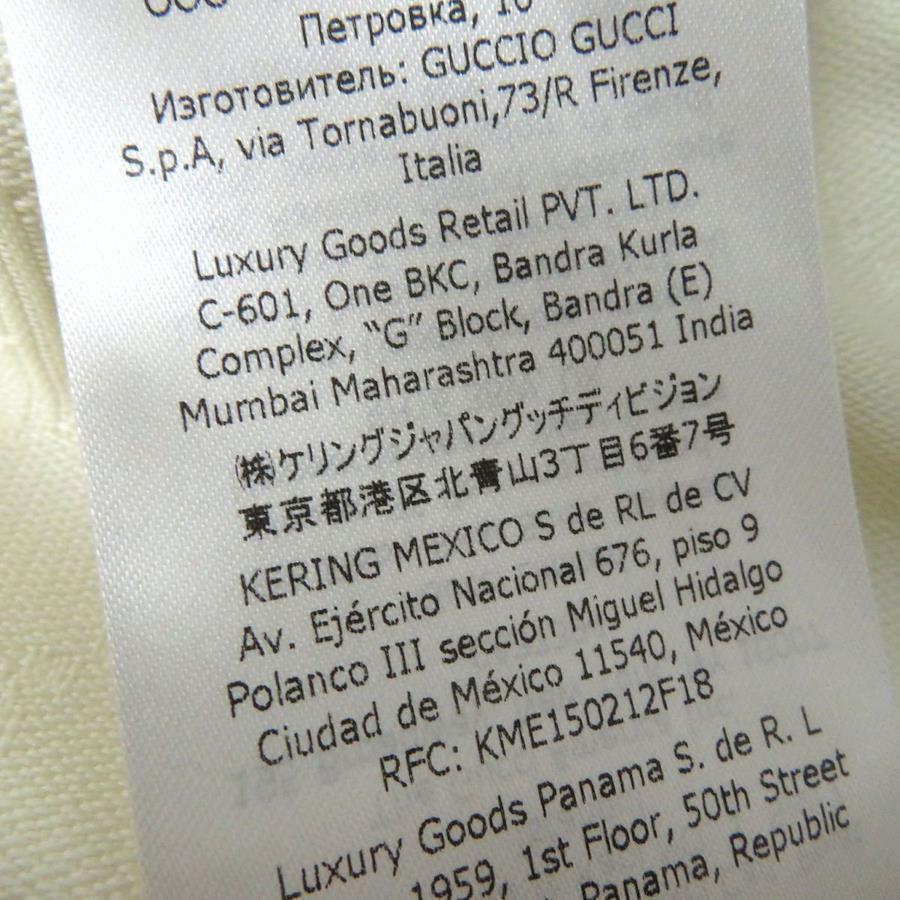 Петровка, 10
Изготовитель: GUCCIO GUCCI
S.p.A, via Tornabuoni,73/R Firenze,
Italia
Luxury Goods Retail PVT. LTD.
C-601, One BKC, Bandra Kurla
Complex, “G” Block, Bandra (E)
Mumbai Maharashtra 400051 India
㈱ケリングジャパングッチディビジョン
東京都港区北青山3丁目6番7号
KERING MEXICO S de RL de CV
Av. Ejército Nacional 676, piso 9
Polanco III sección Miguel Hidalgo
Ciudad de México 11540, México
RFC: KME150212F18
Luxury Goods Panama S. de R. L
1959, 1st Floor, 50th Street
Panama, Republic